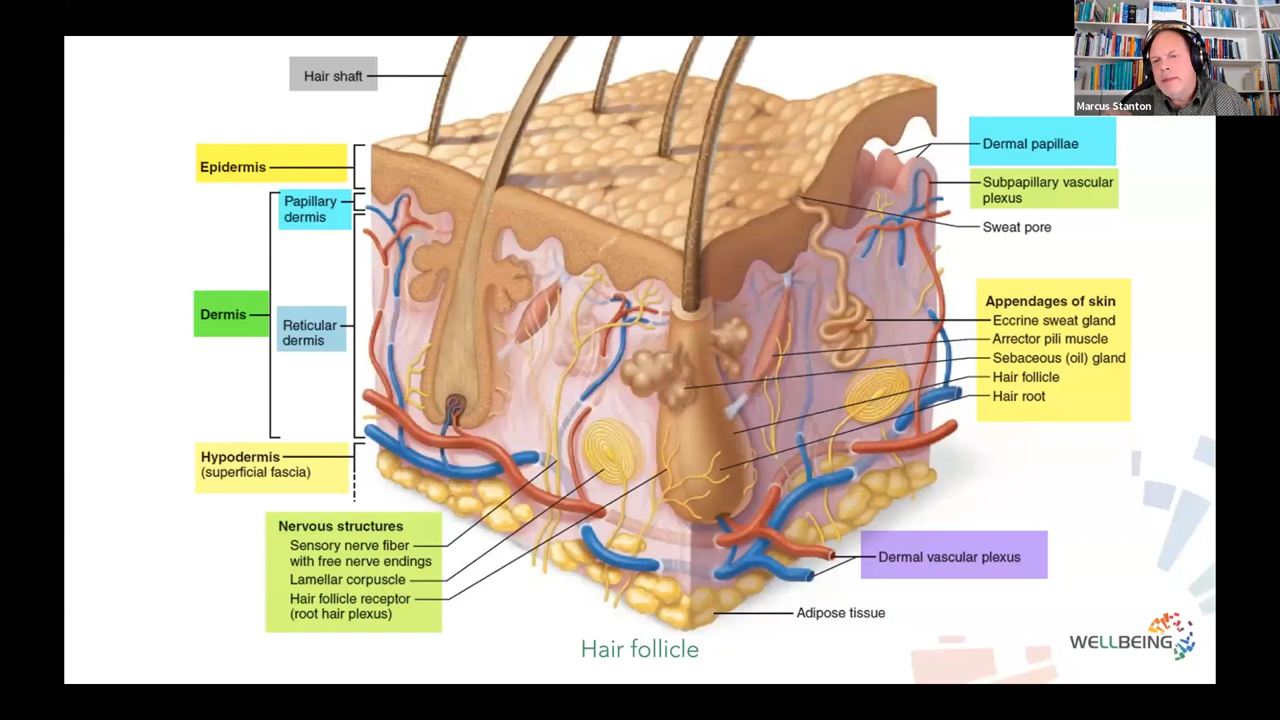 Marcus Stanton
Hair shaft
Epidermis
Papillary
dermis
Dermis
Reticular
dermis
Hypodermis
(superficial fascia)
Nervous structures
Sensory nerve fiber
with free nerve endings
Lamellar corpuscle
Hair follicle receptor
(root hair plexus)
Dermal papillae
Subpapillary vascular
plexus
Sweat pore
Appendages of skin
Eccrine sweat gland
Arrector pili muscle
Sebaceous (oil) gland
Hair follicle
Hair root
Dermal vascular plexus
Adipose tissue
Hair follicle
WELLBEING